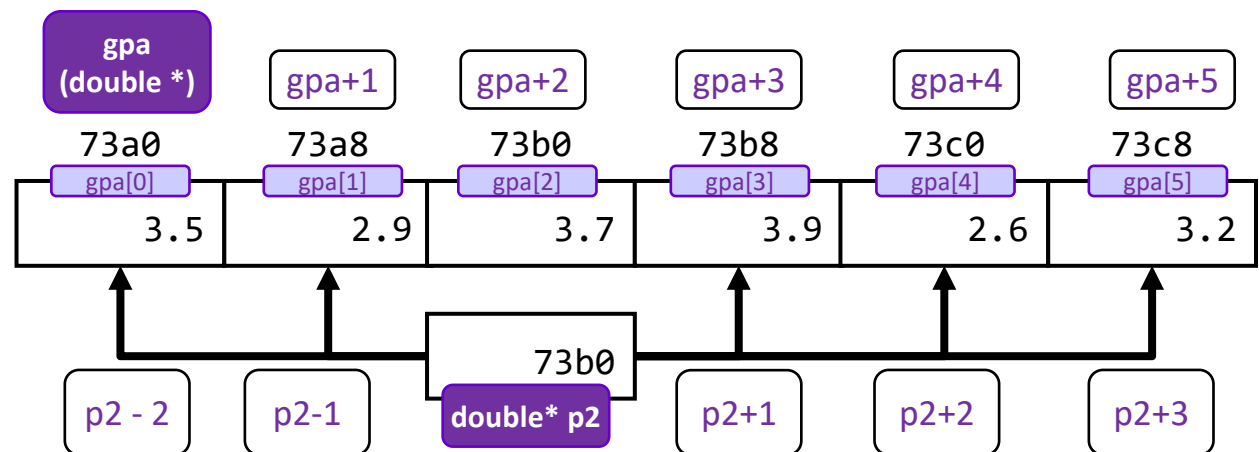 gpa
(double *)
gpa+1
gpa+2
gpa+3
gpa+4
gpa+5
73a0
73a8
73b0
73b8
73c0
73c8
gpa[0]
gpa[1]
gpa[2]
gpa[3]
gpa[4]
gpa[5]
3.5
2.9
3.7
3.9
2.6
3.2
73b0
p2 - 2
p2-1
double* p2
p2+1
p2+2
p2+3